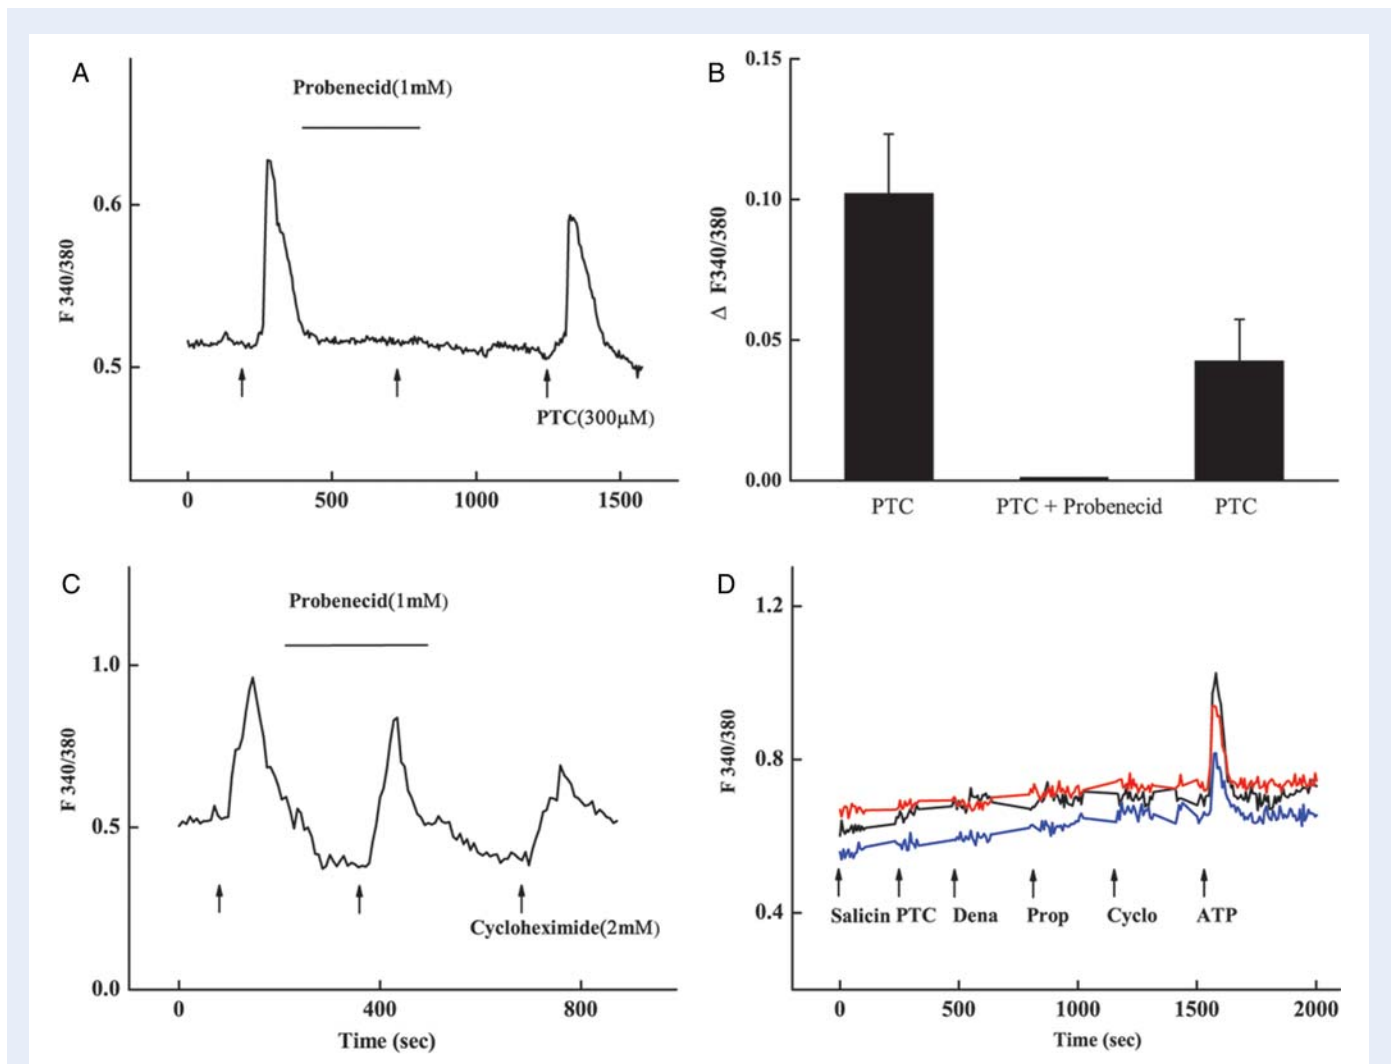 A
Probenecid(1mM)
0.6
0.5
F 340/380
PTC(300μM)
0 500 1000 1500
B
0.15
0.10
0.05
0.00
Δ F340/380
PTC PTC + Probenecid PTC
C
Probenecid(1mM)
1.0
0.5
0.0
F 340/380
Cycloheximide(2mM)
0 400 800
Time (sec)
D
1.2
0.8
0.4
F 340/380
Salicin PTC Dena Prop Cyclo ATP
0 500 1000 1500 2000
Time (sec)